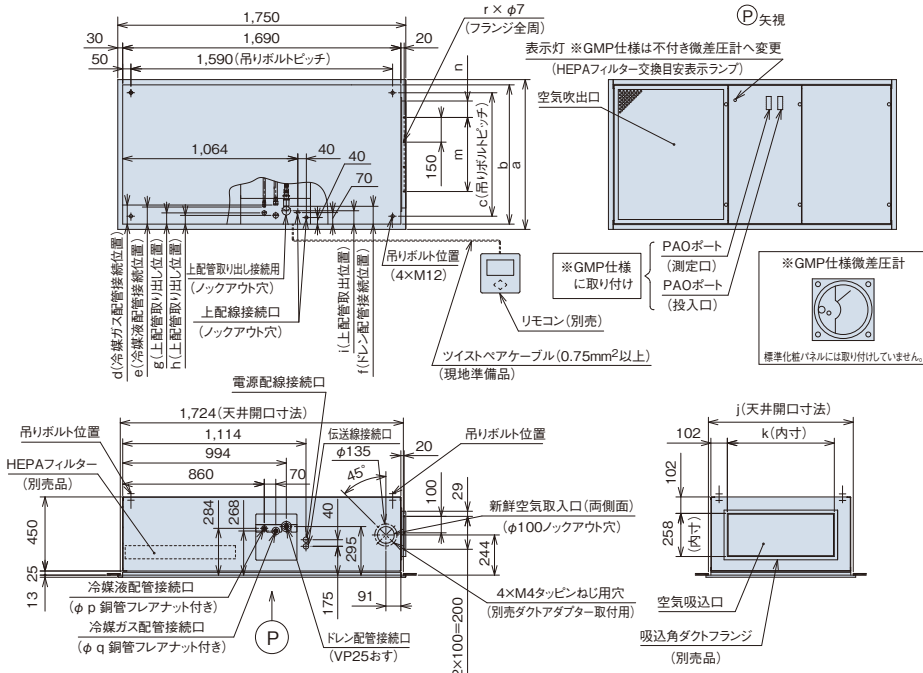 1,750
30
1,690
20
50
1,590(吊りボルトピッチ)
r×φ7
(フランジ全周)
n
1,064
40
40
70
150
m
c(吊りボルトピッチ)
b
a
d(冷媒ガス配管接続位置)
e(冷媒液配管接続位置)
g(上配管取り出し位置)
h(上配管取り出し位置)
上配管取り出し接続用
(ノックアウト穴)
上配線接続口
(ノックアウト穴)
i(上配管取出位置)
f(ドレン配管接続位置)
吊りボルト位置
(4×M12)
リモコン(別売)
ツイストペアケーブル(0.75mm²以上)
(現地準備品)
Ⓟ矢視
表示灯 ※GMP仕様は不付き微差圧計へ変更
(HEPAフィルター交換目安表示ランプ)
空気吹出口
※GMP仕様
に取り付け
PAOポート
(測定口)
PAOポート
(投入口)
※GMP仕様微差圧計
標準化粧パネルには取り付けしていません。
電源配線接続口
1,724(天井開口寸法)
吊りボルト位置
1,114
伝送線接続口
20
吊りボルト位置
HEPAフィルター
(別売品)
994
φ135
860
70
45°
284
268
40
100
29
新鮮空気取入口(両側面)
(φ100ノックアウト穴)
450
295
244
25
13
175
91
2×100=200
冷媒液配管接続口
(φp 銅管フレアナット付き)
冷媒ガス配管接続口
(φq 銅管フレアナット付き)
Ⓟ
ドレン配管接続口
(VP25おす)
4×M4タッピンねじ用穴
(別売ダクトアダプター取付用)
j(天井開口寸法)
102
k(内寸)
102
258
(内寸)
空気吸込口
吸込角ダクトフランジ
(別売品)